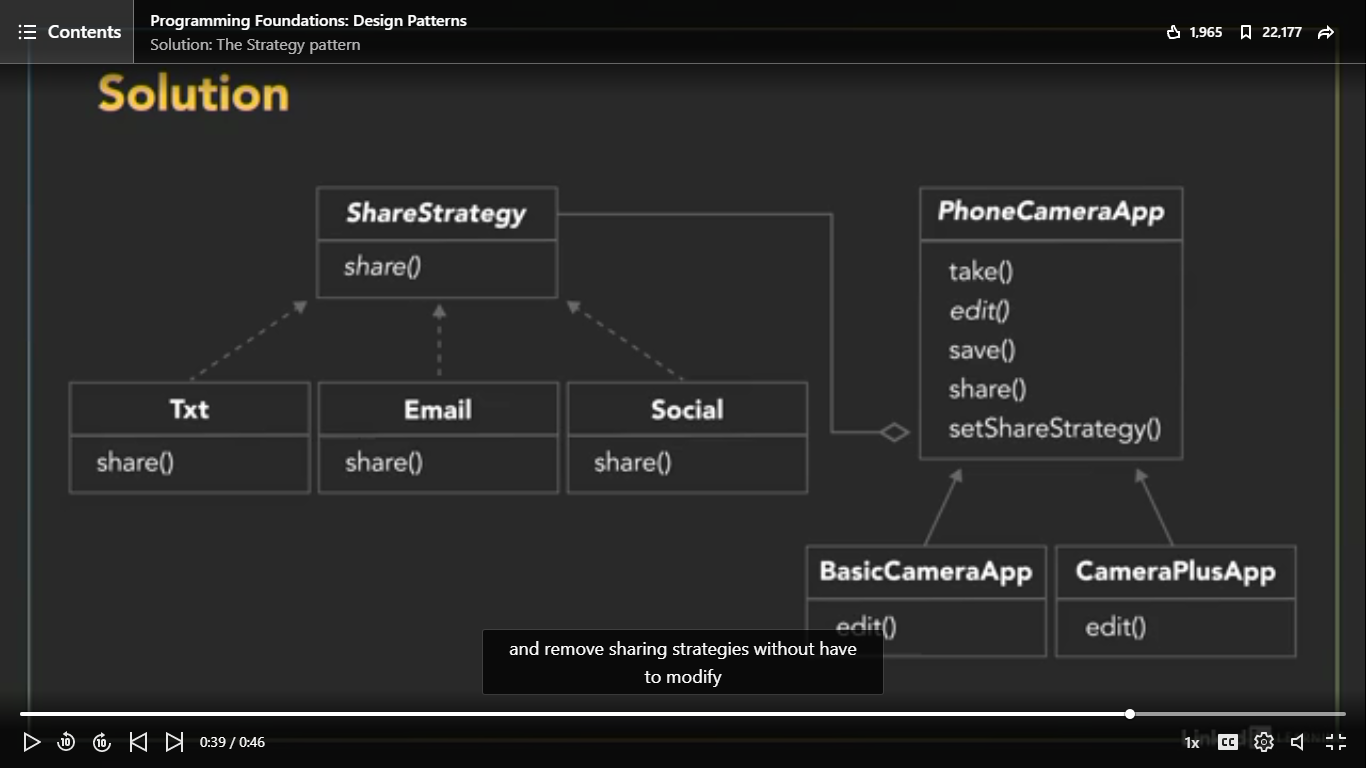 Contents
Programming Foundations: Design Patterns
Solution: The Strategy pattern
1,965
22,177
Solution
ShareStrategy
share()
PhoneCameraApp
take()
edit()
save()
share()
setShareStrategy()
Txt
share()
Email
share()
Social
share()
BasicCameraApp
edit()
CameraPlusApp
edit()
and remove sharing strategies without have
to modify
10
10
0:39 / 0:46
1x
CC